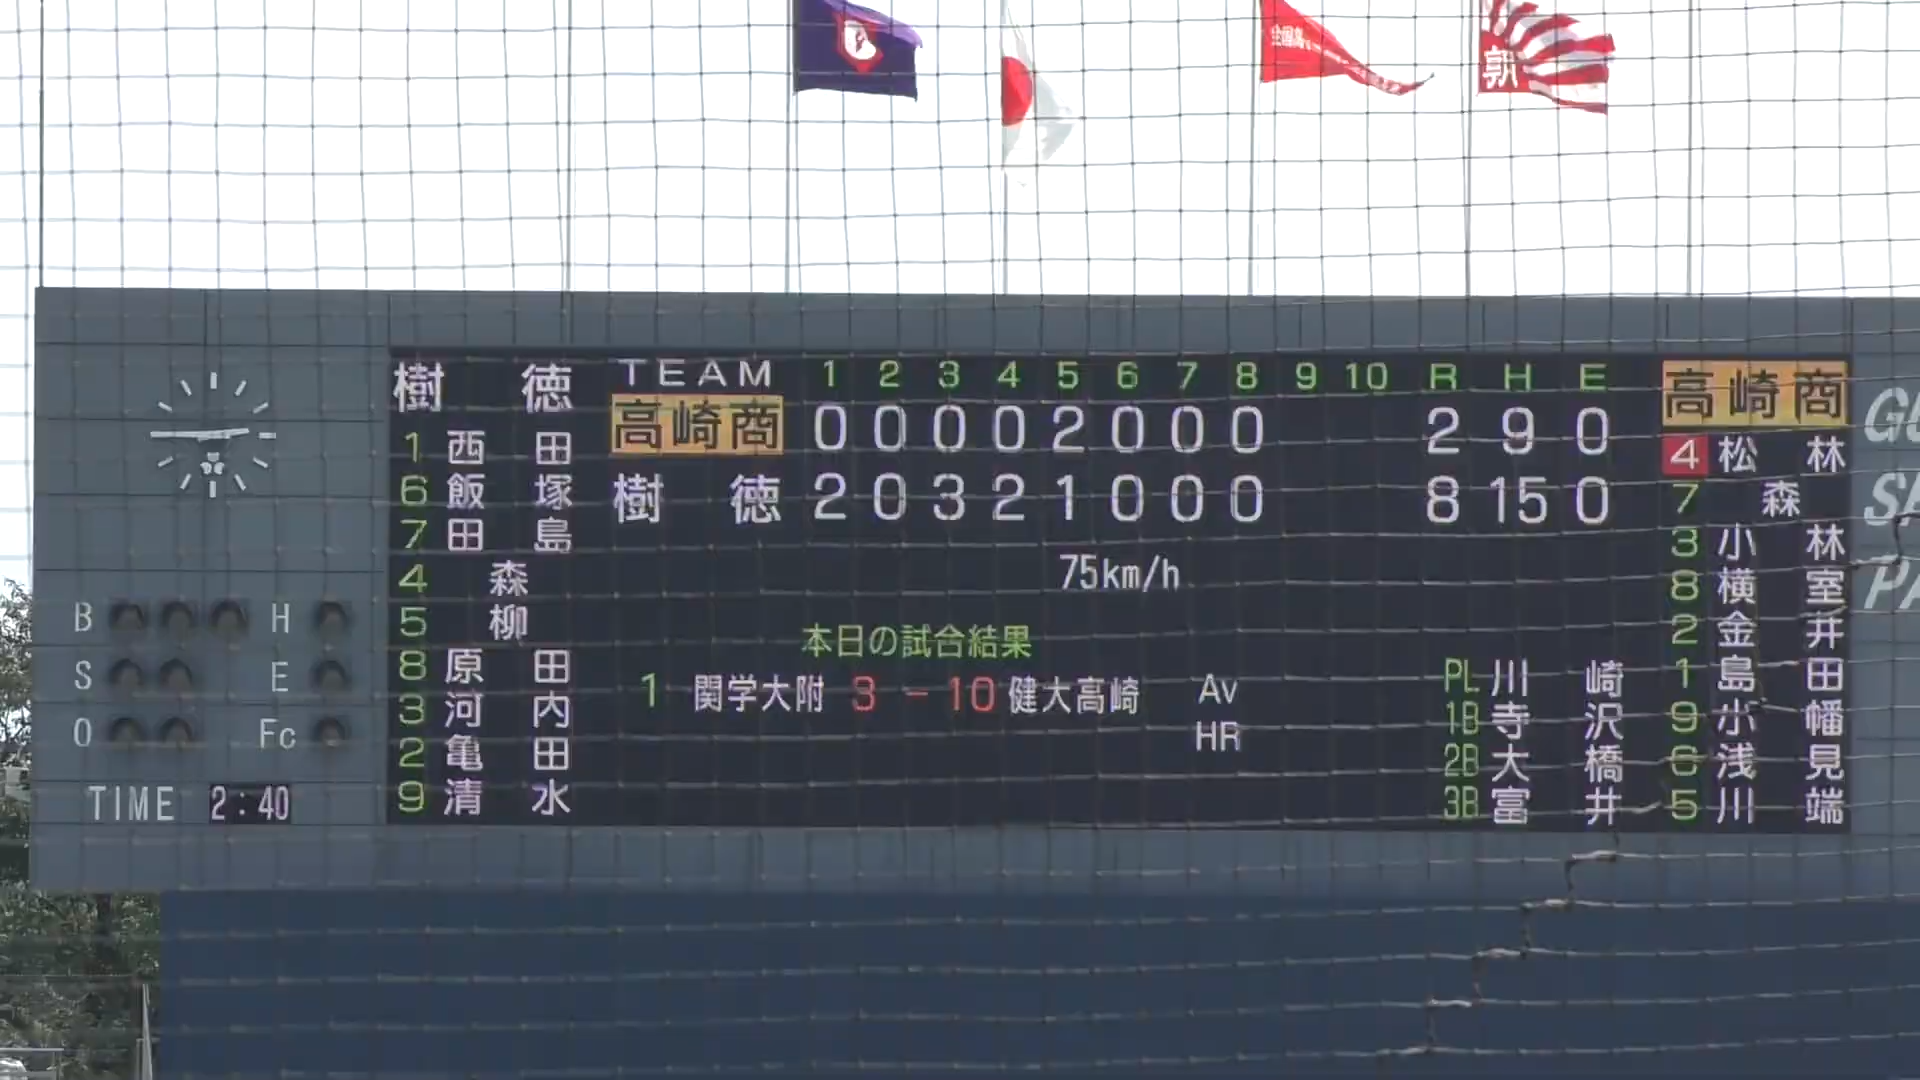 全国高
敦
樹 徳
1 西 田
6 飯 塚
7 田 島
4 森
5 柳
8 原 田
3 河 内
2 亀 田
9 清 水
TEAM 1 2 3 4 5 6 7 8 9 10 R H E
高崎商 0 0 0 0 2 0 0 0 2 9 0
樹 徳 2 0 3 2 1 0 0 0 8 15 0
75km/h
本日の試合結果
1 関学大附 3 - 10 健大高崎
Av
HR
PL 川 崎
1B 寺 沢
2B 大 橋
3B 富 井
高崎商
4 松 林
7 森
3 小 林
8 横 室
2 金 井
1 島 田
9 小 幡
6 浅 見
5 川 端
B H
S E
O Fc
TIME 2:40